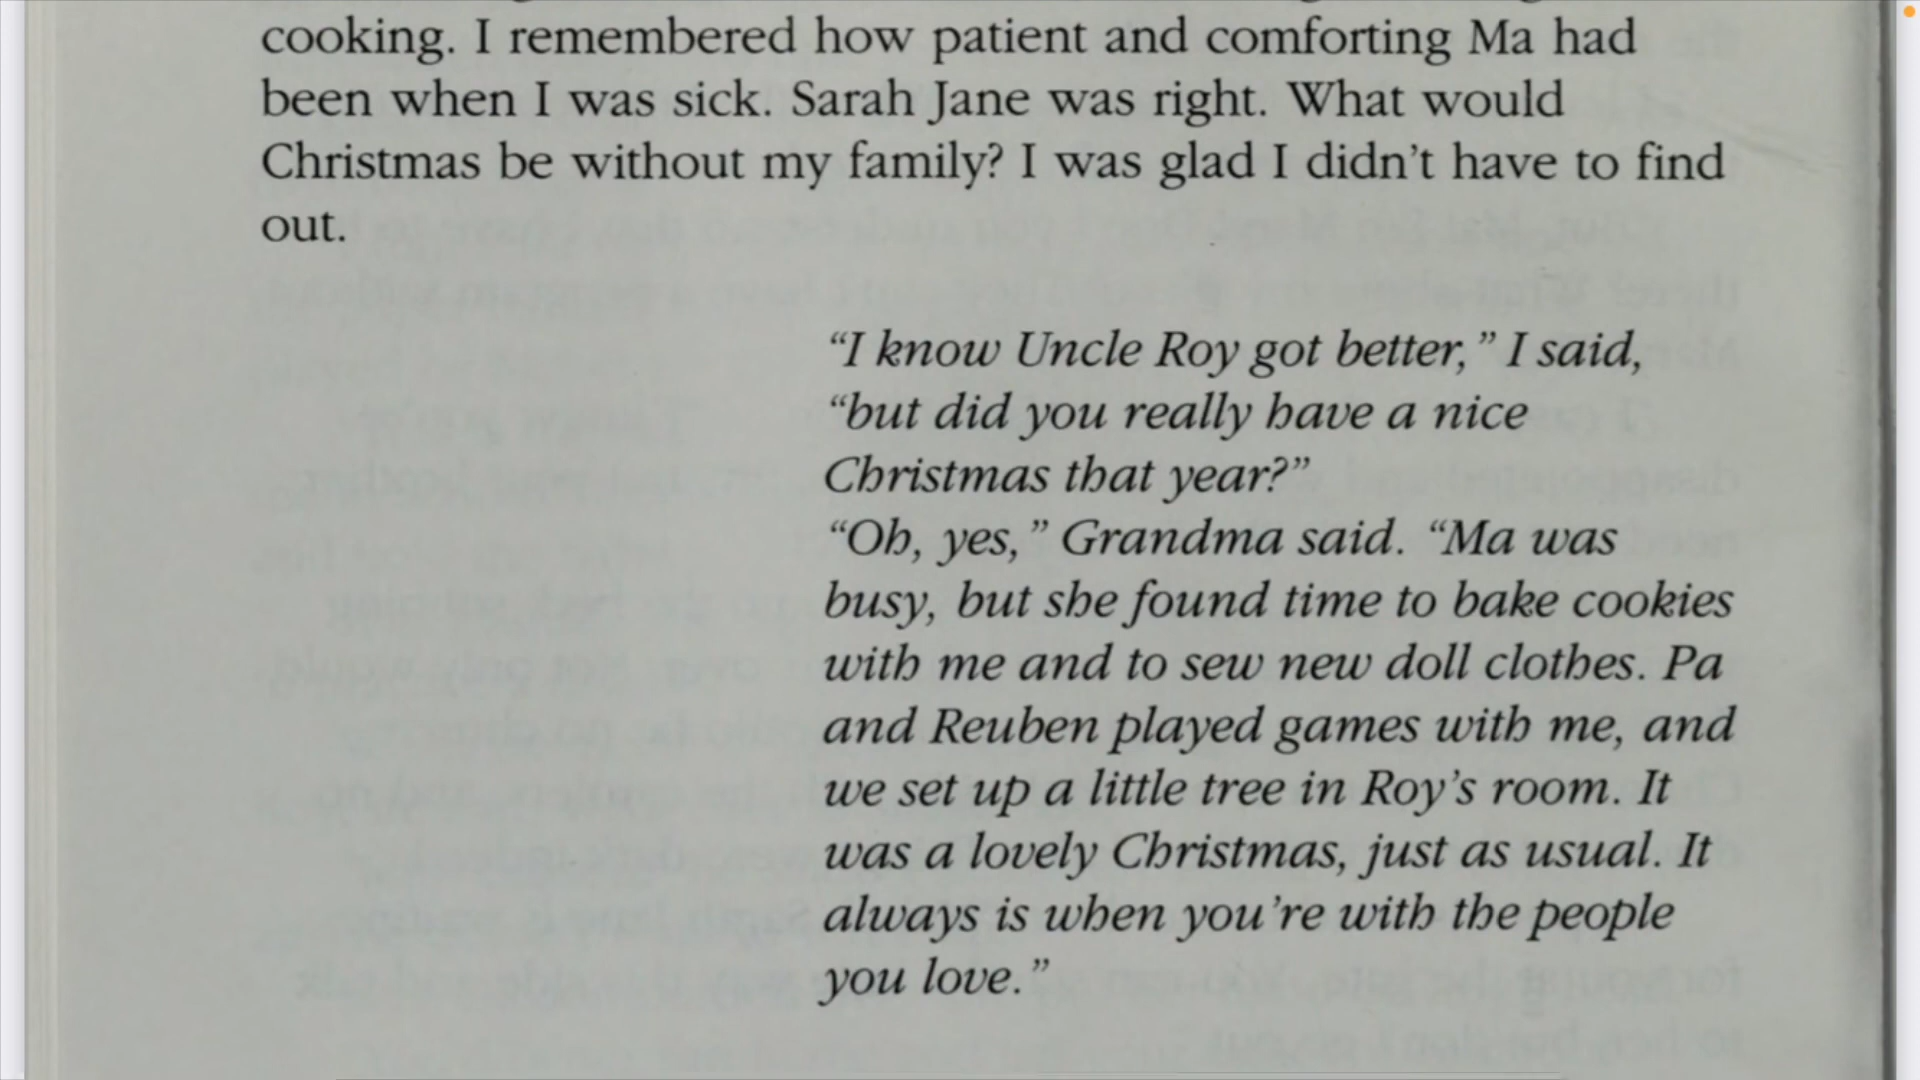 cooking. I remembered how patient and comforting Ma had
been when I was sick. Sarah Jane was right. What would
Christmas be without my family? I was glad I didn't have to find
out.
“I know Uncle Roy got better,” I said,
“but did you really have a nice
Christmas that year?”
“Oh, yes,” Grandma said. “Ma was
busy, but she found time to bake cookies
with me and to sew new doll clothes. Pa
and Reuben played games with me, and
we set up a little tree in Roy's room. It
was a lovely Christmas, just as usual. It
always is when you're with the people
you love.”